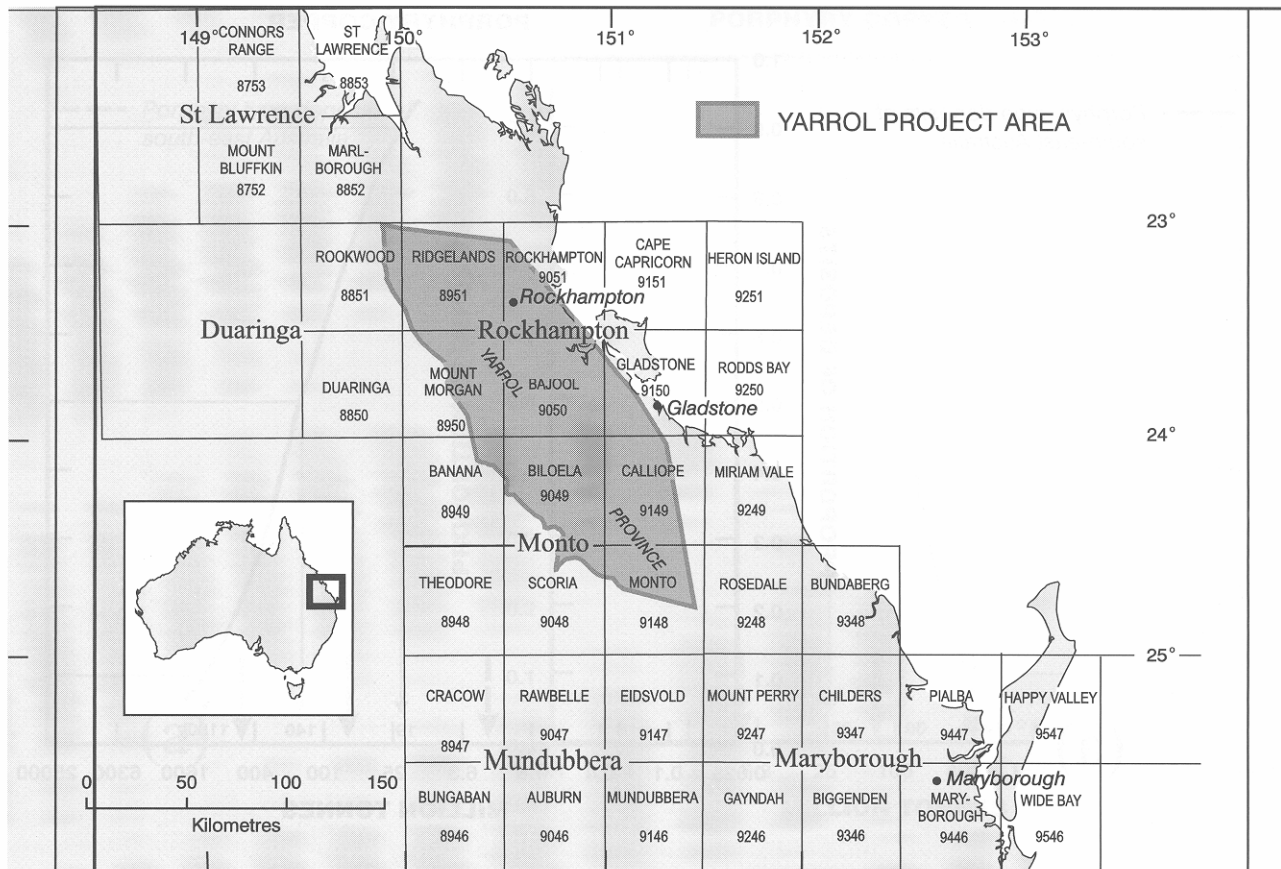 149° 150° 151° 152° 153°
CONNORS
RANGE
8753
ST
LAWRENCE
8853
St Lawrence
MOUNT
BLUFFKIN
8752
MARL-
BOROUGH
8852
YARROL PROJECT AREA
23°
ROOKWOOD
8851
RIDGELANDS
8951
ROCKHAMPTON
9051
CAPE
CAPRICORN
9151
HERON ISLAND
9251
Rockhampton
Duaringa
Rockhampton
DUARINGA
8850
MOUNT
MORGAN
8950
YARROL
BAJOOL
9050
GLADSTONE
9150
Gladstone
RODDS BAY
9250
24°
BANANA
8949
BILOELA
9049
CALLIOPE
9149
MIRIAM VALE
9249
PROVINCE
Monto
THEODORE
8948
SCORIA
9048
MONTO
9148
ROSEDALE
9248
BUNDABERG
9348
25°
CRACOW
8947
RAWBELLE
9047
EIDSVOLD
9147
MOUNT PERRY
9247
CHILDERS
9347
PIALBA
9447
HAPPY VALLEY
9547
Mundubbera
Maryborough
Maryborough
BUNGABAN
8946
AUBURN
9046
MUNDUBBERA
9146
GAYNDAH
9246
BIGGENDEN
9346
MARY-
BOROUGH
9446
WIDE BAY
9546
0 50 100 150
Kilometres